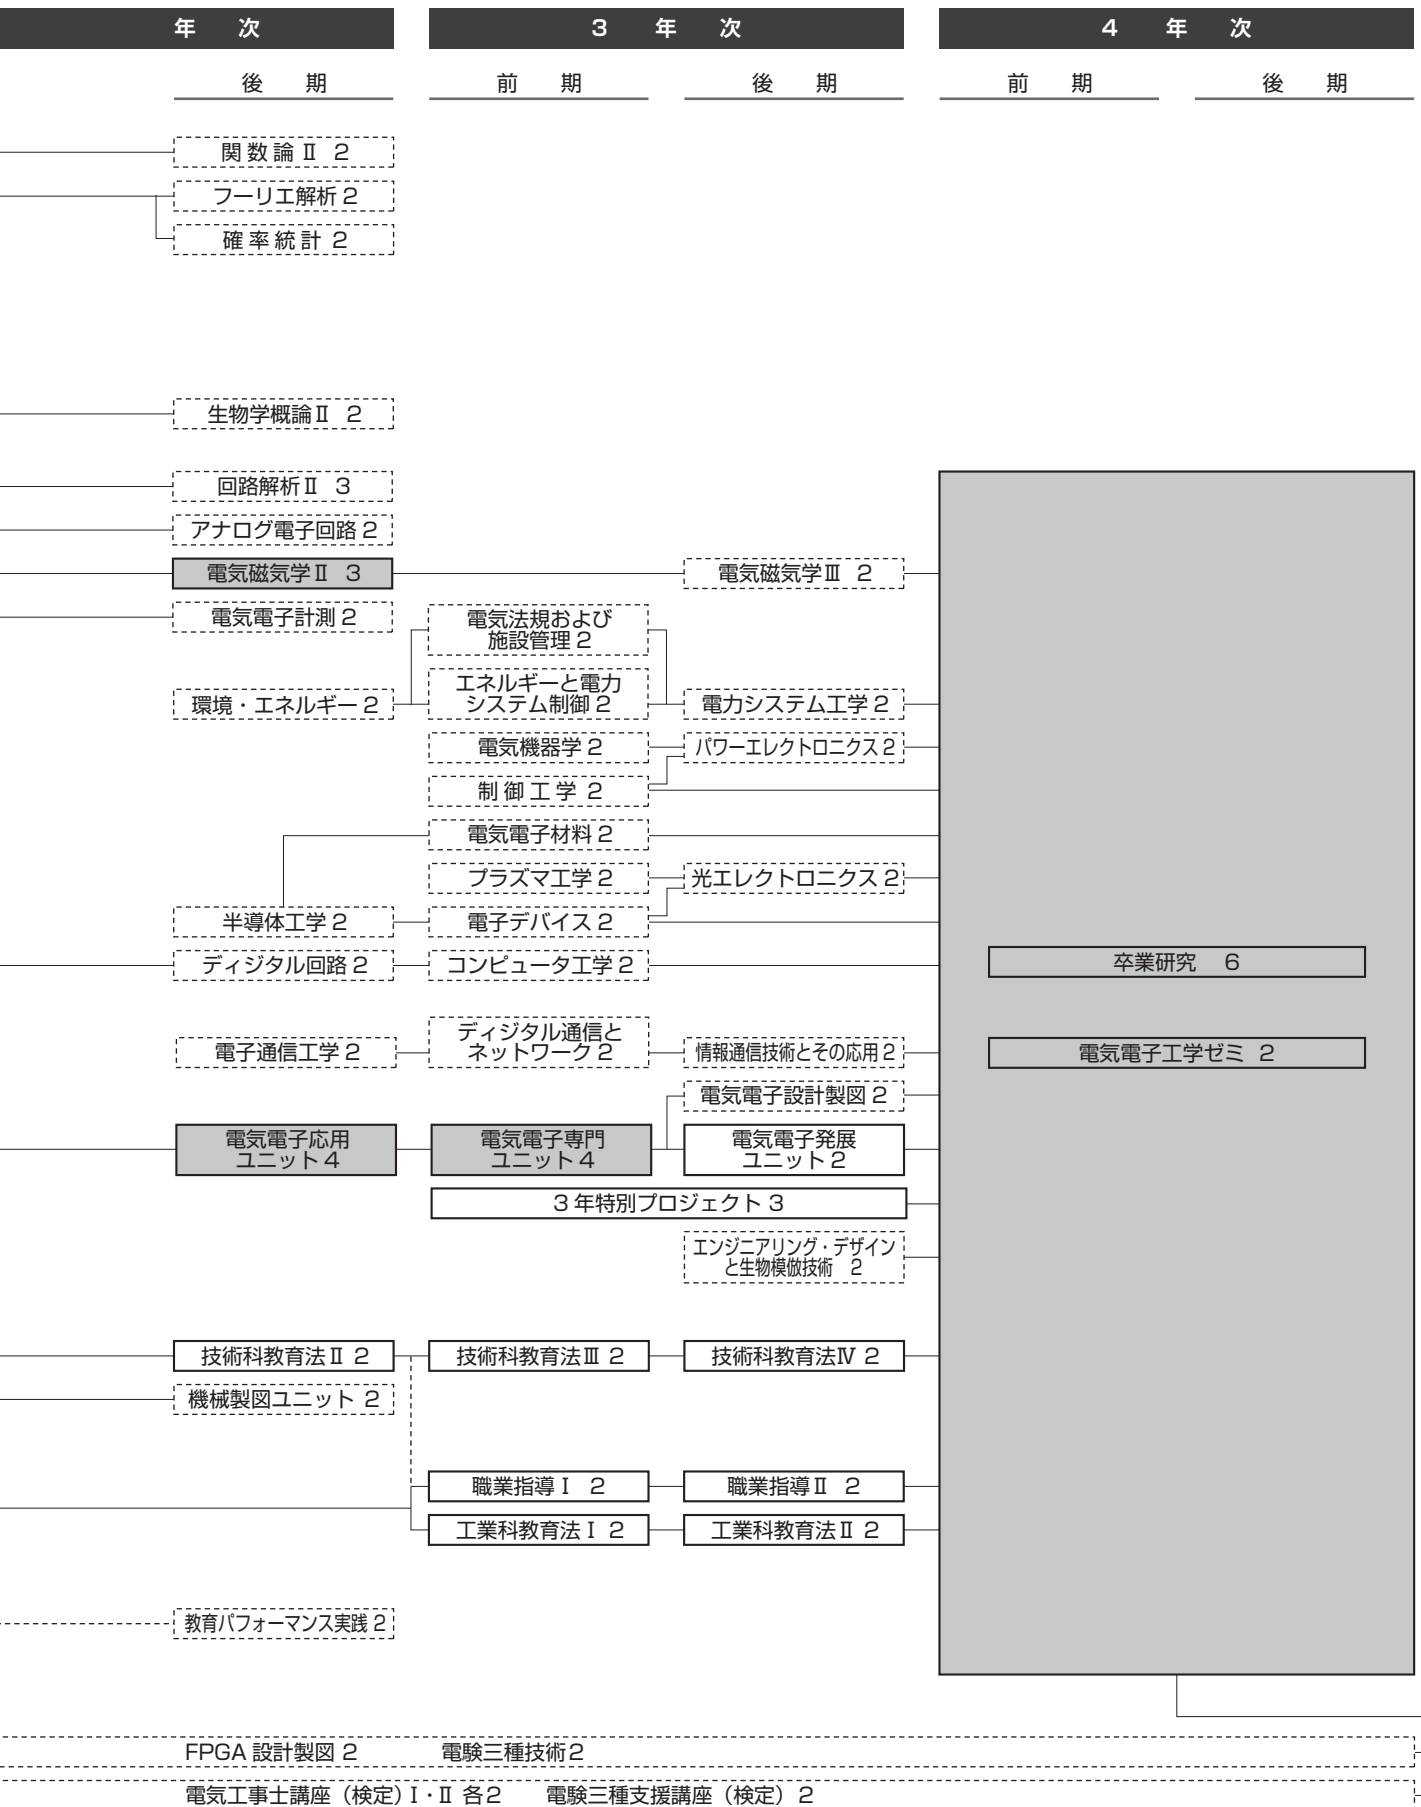 年 次
3 年 次
4 年 次
後 期
前 期
後 期
前 期
後 期
関数論Ⅱ 2
フーリエ解析 2
確率統計 2
生物学概論Ⅱ 2
回路解析Ⅱ 3
アナログ電子回路 2
電気磁気学Ⅱ 3
電気磁気学Ⅲ 2
電気電子計測 2
電気法規および
施設管理 2
環境・エネルギー 2
エネルギーと電力
システム制御 2
電力システム工学 2
電気機器学 2
パワーエレクトロニクス 2
制御工学 2
電気電子材料 2
プラズマ工学 2
光エレクトロニクス 2
半導体工学 2
電子デバイス 2
ディジタル回路 2
コンピュータ工学 2
卒業研究 6
電子通信工学 2
ディジタル通信と
ネットワーク 2
情報通信技術とその応用 2
電気電子工学ゼミ 2
電気電子設計製図 2
電気電子応用
ユニット 4
電気電子専門
ユニット 4
電気電子発展
ユニット 2
3年特別プロジェクト 3
エンジニアリング・デザイン
と生物模倣技術 2
技術科教育法Ⅱ 2
技術科教育法Ⅲ 2
技術科教育法Ⅳ 2
機械製図ユニット 2
職業指導Ⅰ 2
職業指導Ⅱ 2
工業科教育法Ⅰ 2
工業科教育法Ⅱ 2
教育パフォーマンス実践 2
FPGA 設計製図 2 電験三種技術 2
電気工事士講座（検定）Ⅰ・Ⅱ 各2 電験三種支援講座（検定）2